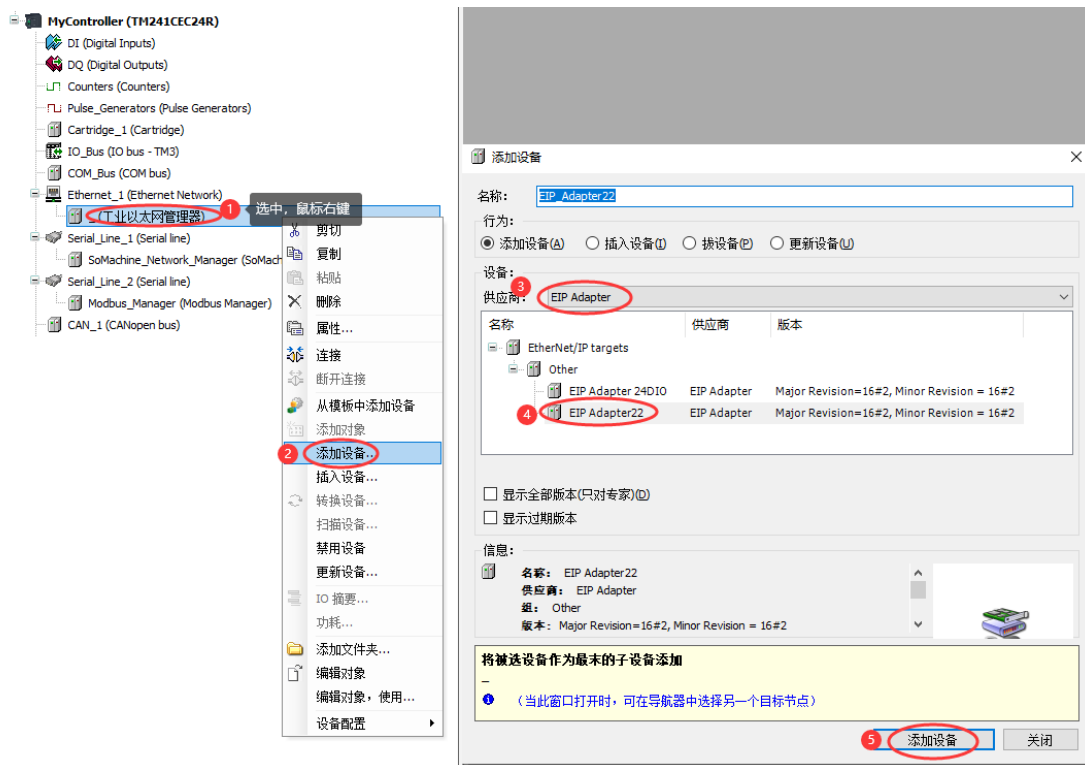 MyController (TM241CEC24R)
DI (Digital Inputs)
DQ (Digital Outputs)
Counters (Counters)
Pulse_Generators (Pulse Generators)
Cartridge_1 (Cartridge)
IO_Bus (IO bus - TM3)
COM_Bus (COM bus)
Ethernet_1 (Ethernet Network)
_(工业以太网管理器)
1
选中，鼠标右键
Serial_Line_1 (Serial line)
SoMachine_Network_Manager (SoMach
Serial_Line_2 (Serial line)
Modbus_Manager (Modbus Manager)
CAN_1 (CANopen bus)
剪切
复制
粘贴
删除
属性...
连接
断开连接
从模板中添加设备
添加对象
2
添加设备...
插入设备...
转换设备...
扫描设备...
禁用设备
更新设备...
IO 摘要...
功耗...
添加文件夹...
编辑对象
编辑对象，使用...
设备配置
添加设备
名称：
EIP_Adapter22
行为：
添加设备(A) 插入设备(I) 拔设备(P) 更新设备(U)
设备：
3
供应商： EIP Adapter
名称 供应商 版本
EtherNet/IP targets
Other
EIP Adapter 24DIO EIP Adapter Major Revision=16#2, Minor Revision = 16#2
4
EIP Adapter22 EIP Adapter Major Revision=16#2, Minor Revision = 16#2
显示全部版本(只对专家)(D)
显示过期版本
信息：
名称： EIP Adapter22
供应商： EIP Adapter
组： Other
版本： Major Revision=16#2, Minor Revision = 16#2
将被选设备作为最末的子设备添加
_
（当此窗口打开时，可在导航器中选择另一个目标节点）
5
添加设备 关闭